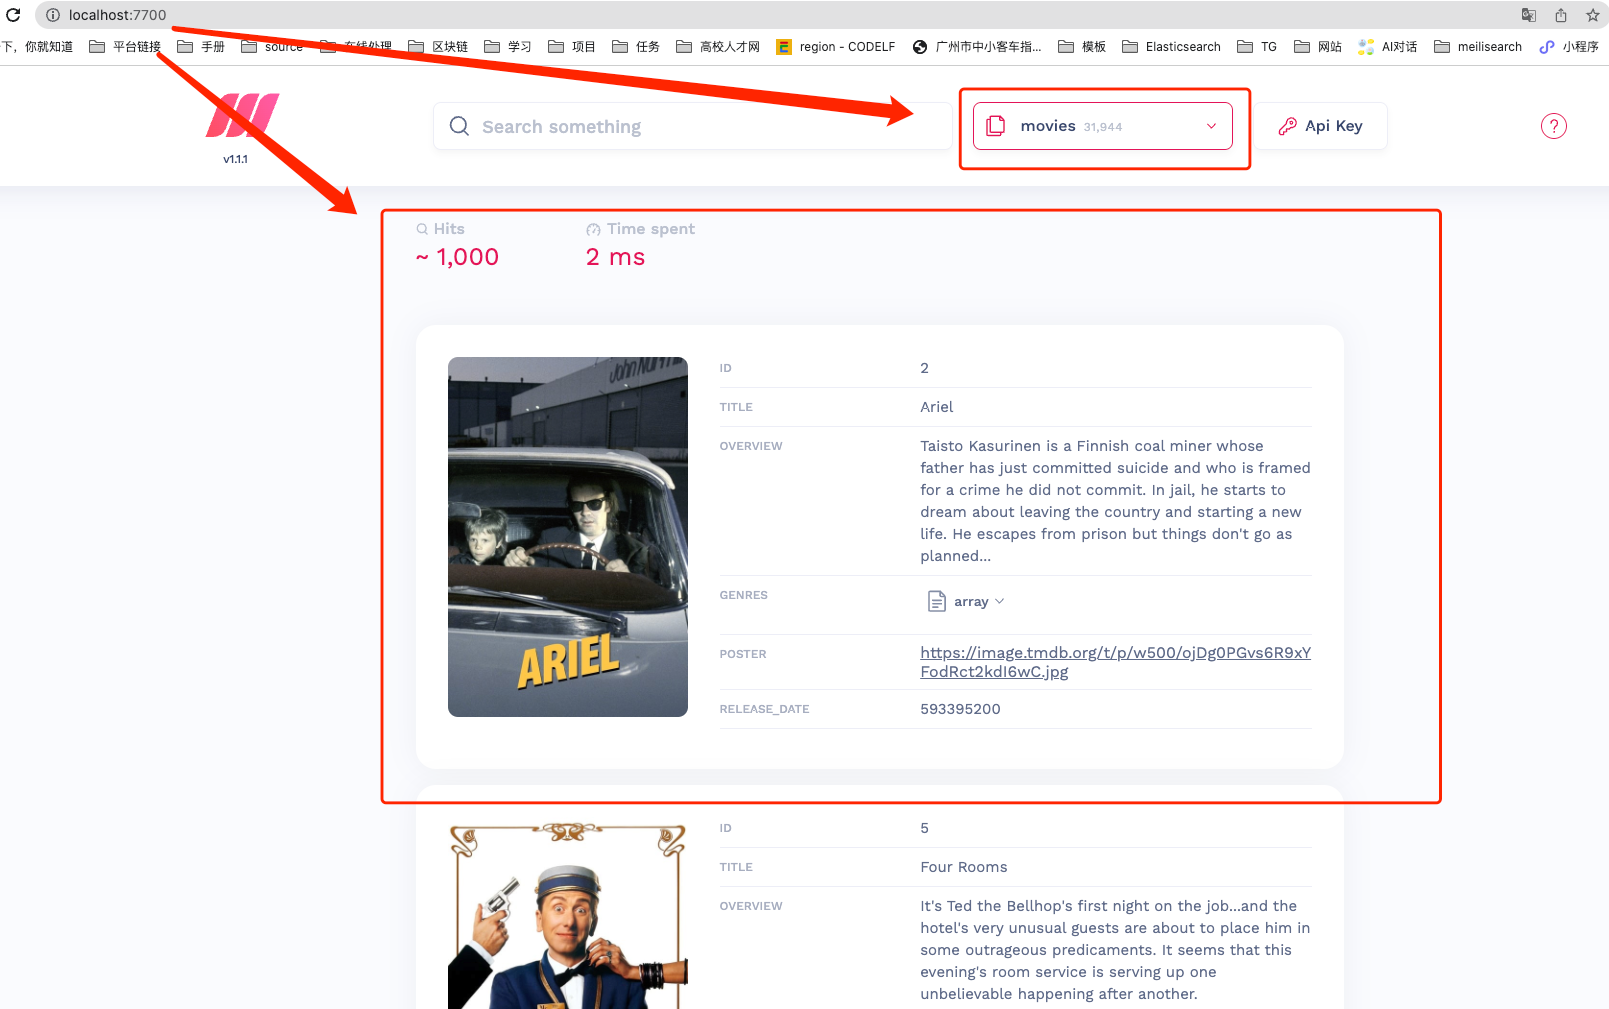 localhost:7700
下，你就知道 平台链接 手册 source 在线处理 区块链 学习 项目 任务 高校人才网 region - CODELF 广州市中小客车指... 模板 Elasticsearch TG 网站 AI对话 meilisearch 小程序
v1.1.1
Search something
movies 31,944
Api Key
?
Hits Time spent
~ 1,000 2 ms
ID 2
TITLE Ariel
OVERVIEW Taisto Kasurinen is a Finnish coal miner whose
father has just committed suicide and who is framed
for a crime he did not commit. In jail, he starts to
dream about leaving the country and starting a new
life. He escapes from prison but things don't go as
planned...
GENRES array
POSTER https://image.tmdb.org/t/p/w500/ojDg0PGvs6R9xY
FodRct2kdI6wC.jpg
RELEASE_DATE 593395200
ARIEL
ID 5
TITLE Four Rooms
OVERVIEW It's Ted the Bellhop's first night on the job...and the
hotel's very unusual guests are about to place him in
some outrageous predicaments. It seems that this
evening's room service is serving up one
unbelievable happening after another.